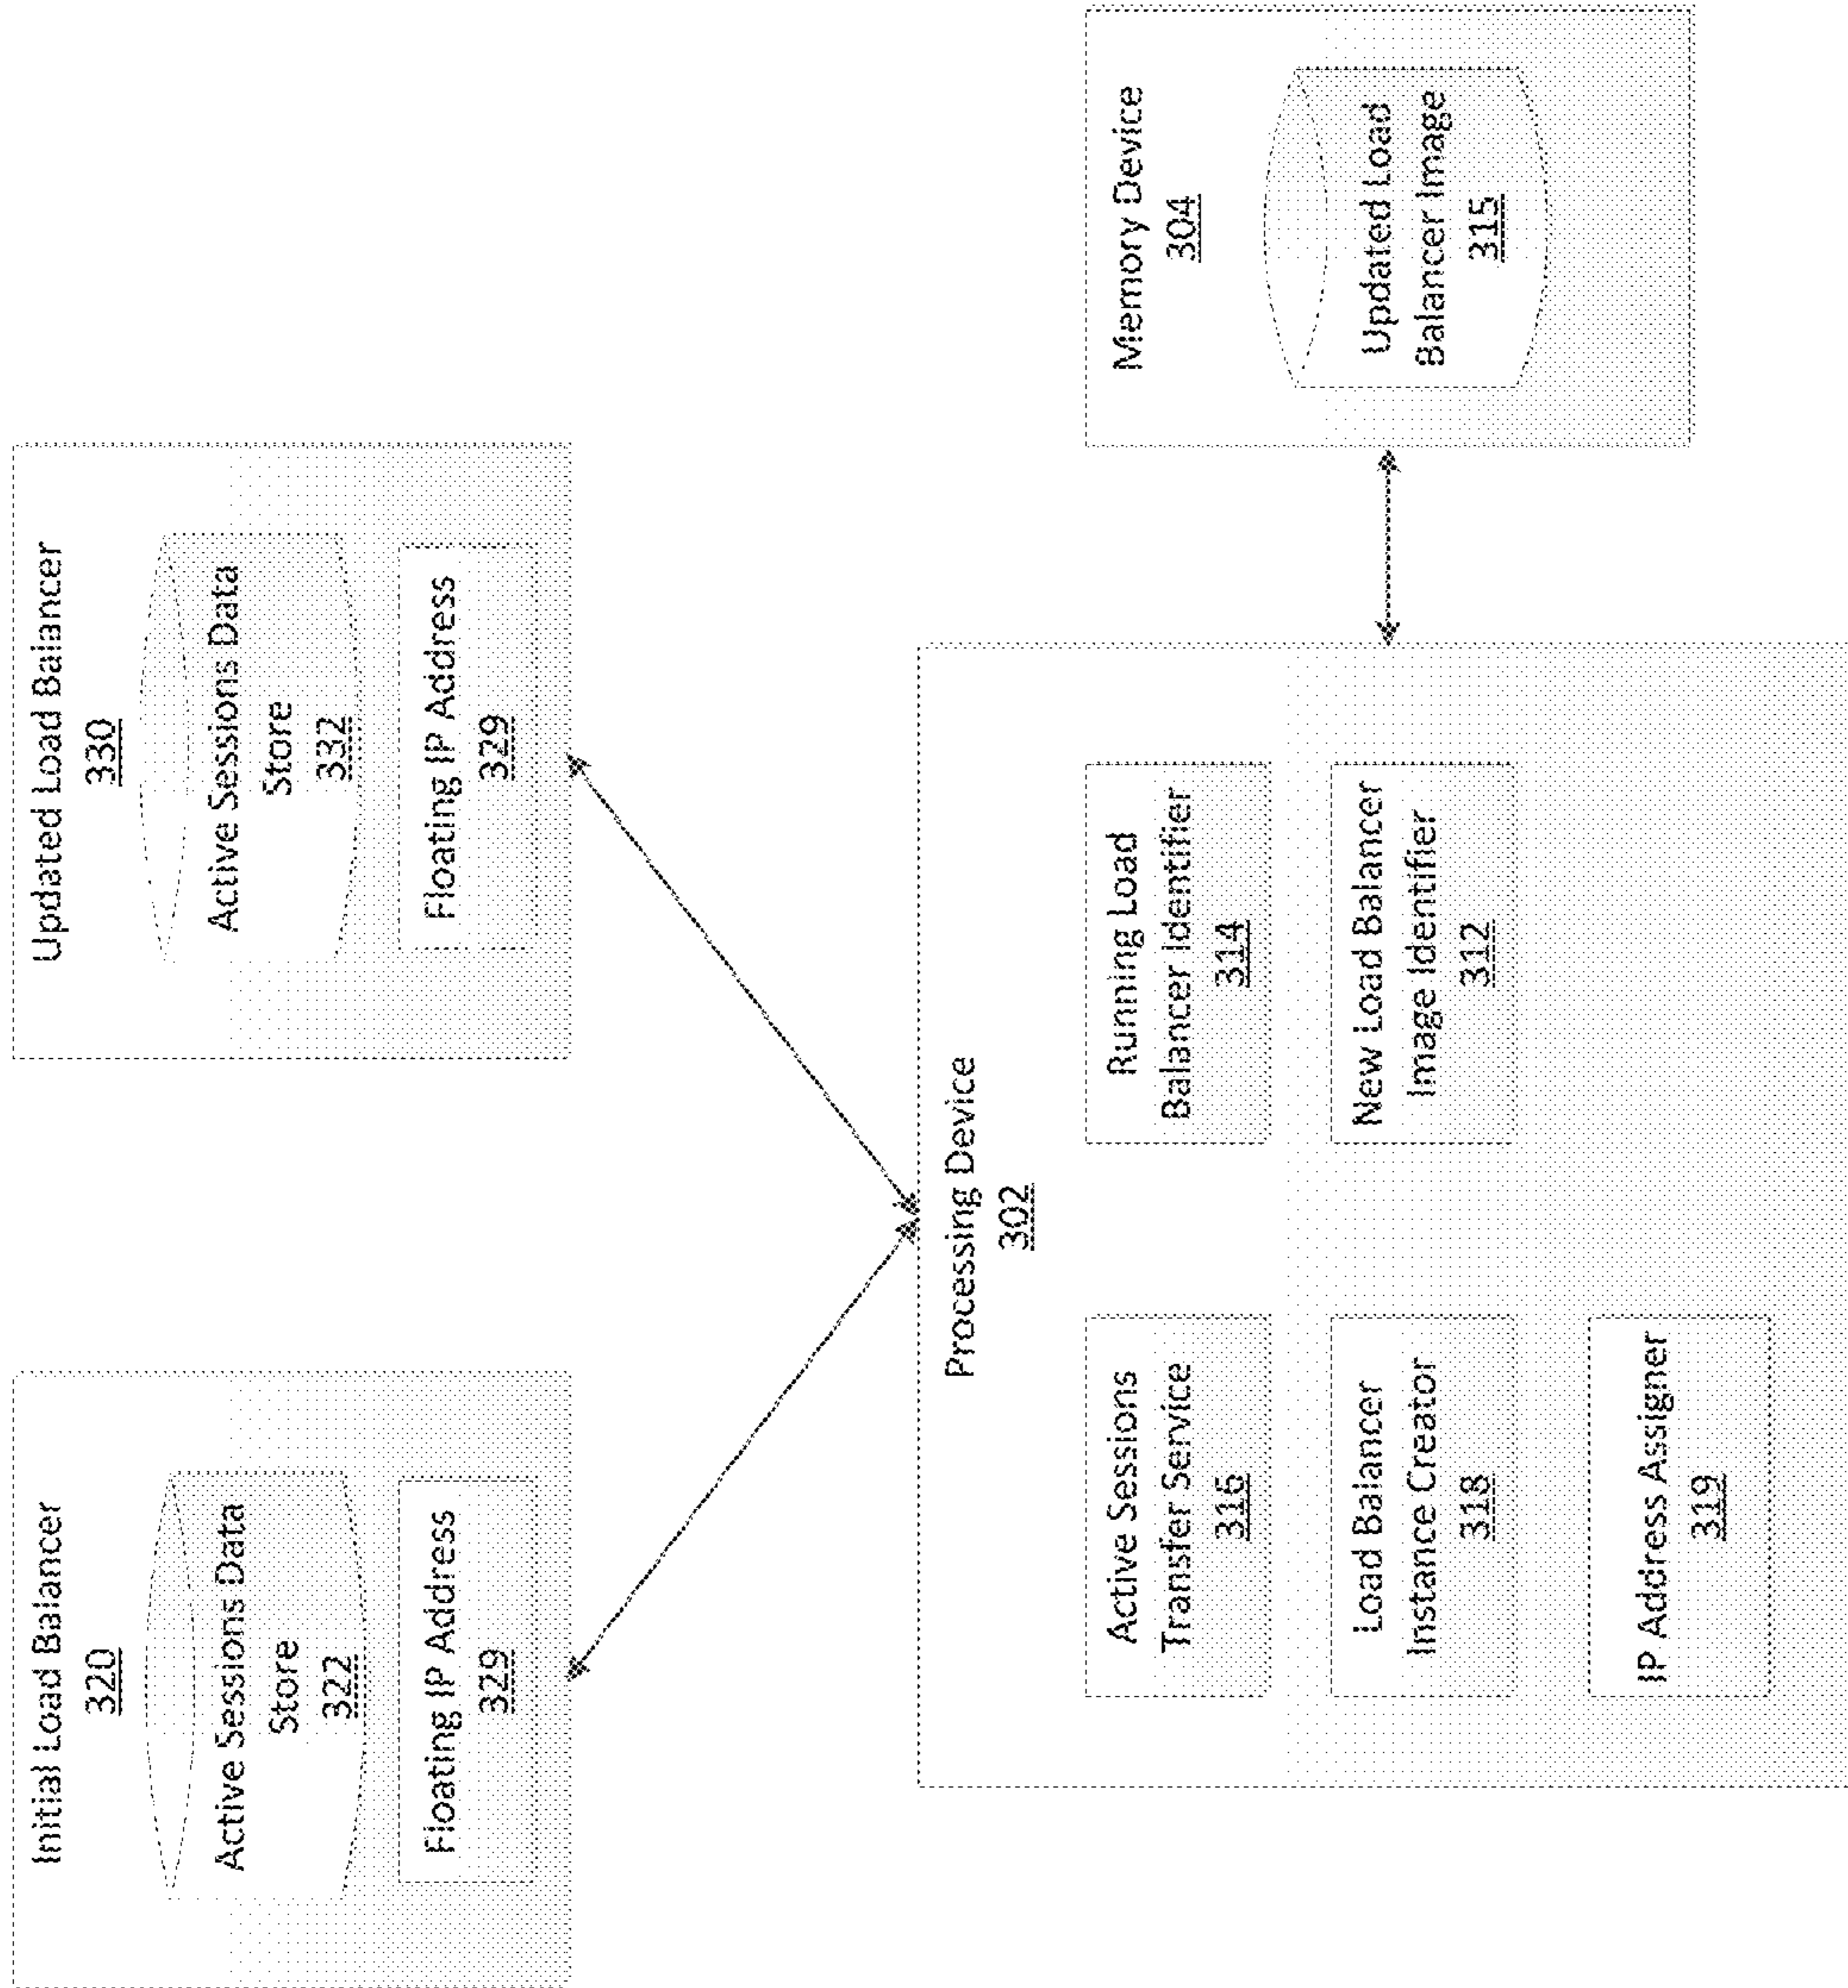 Initial Load Balancer
320
Active Sessions Data
Store
322
Floating IP Address
329
Updated Load Balancer
330
Active Sessions Data
Store
332
Floating IP Address
329
Processing Device
302
Active Sessions
Transfer Service
316
Running Load
Balancer Identifier
314
Load Balancer
Instance Creator
318
New Load Balancer
Image Identifier
312
IP Address Assigner
319
Memory Device
304
Updated Load
Balancer Image
315